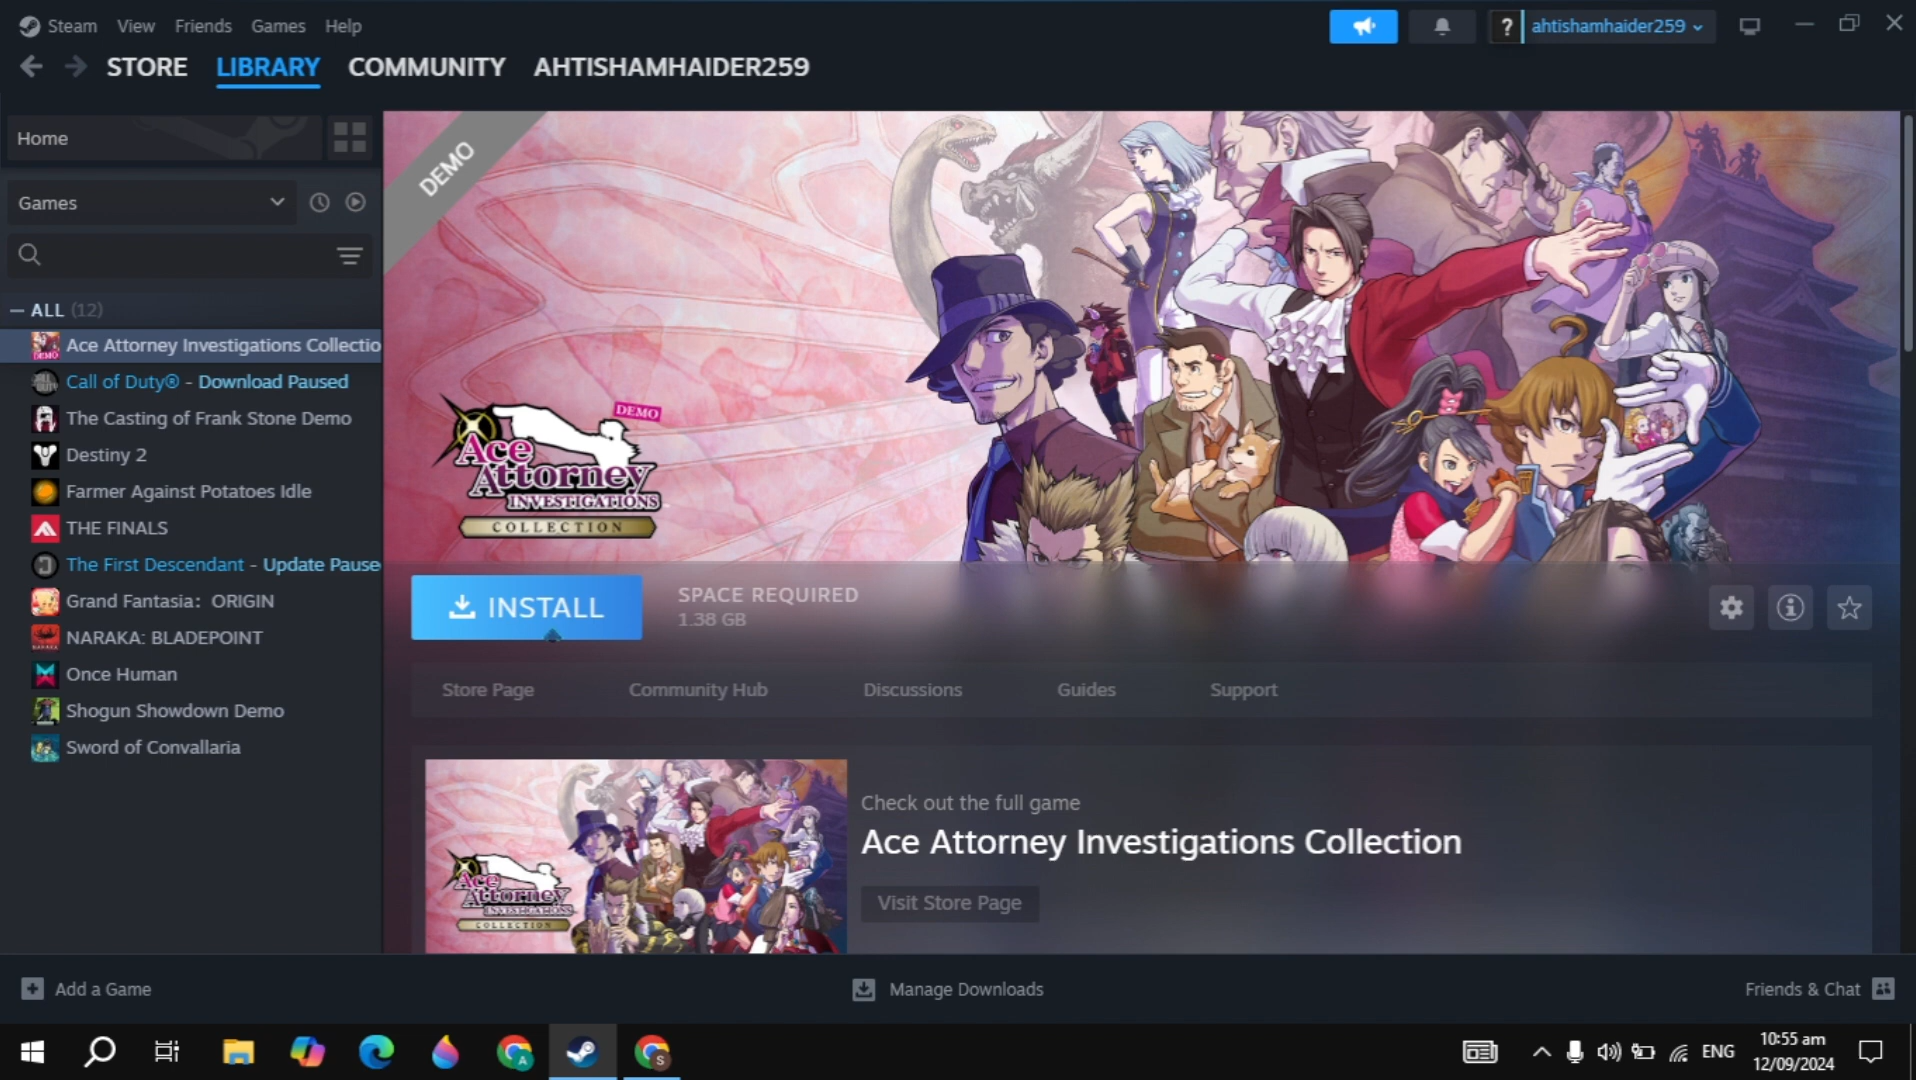 Steam View Friends Games Help
? ahtishamhaider259
STORE LIBRARY COMMUNITY AHTISHAMHAIDER259
Home
Games
ALL (12)
Ace Attorney Investigations Collectio
Call of Duty® - Download Paused
The Casting of Frank Stone Demo
Destiny 2
Farmer Against Potatoes Idle
THE FINALS
The First Descendant - Update Pause
Grand Fantasia: ORIGIN
NARAKA: BLADEPOINT
Once Human
Shogun Showdown Demo
Sword of Convallaria
DEMO
DEMO
Ace
Attorney
INVESTIGATIONS
COLLECTION
INSTALL
SPACE REQUIRED
1.38 GB
Store Page Community Hub Discussions Guides Support
Ace
Attorney
INVESTIGATIONS
COLLECTION
Check out the full game
Ace Attorney Investigations Collection
Visit Store Page
Add a Game
Manage Downloads
Friends & Chat
A
S
ENG
10:55 am
12/09/2024